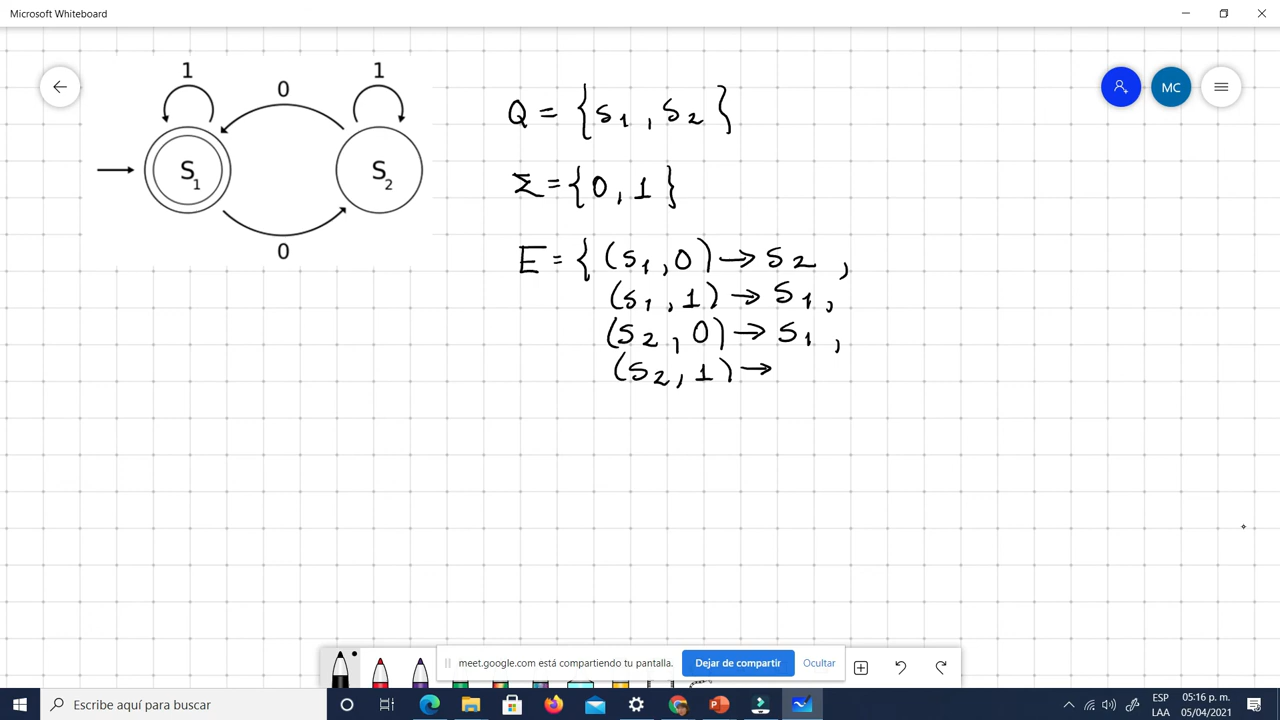 Microsoft Whiteboard
1
1
0
S1
S2
0
Q = {s1, s2}
Σ = {0, 1}
E = { (s1, 0) → s2 ,
(s1, 1) → s1 ,
(s2, 0) → s1 ,
(s2, 1) →
MC
meet.google.com está compartiendo tu pantalla.
Dejar de compartir
Ocultar
Escribe aquí para buscar
ESP
LAA
05:16 p. m.
05/04/2021